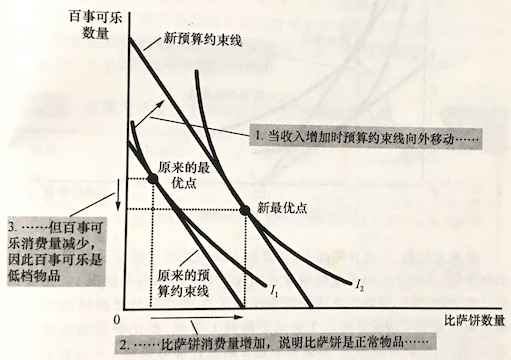 百事可乐
数量
新预算约束线
1. 当收入增加时预算约束线向外移动……
原来的最
优点
新最优点
3. ……但百事可
乐消费量减少，
因此百事可乐是
低档物品
原来的预
算约束线
I1
I2
0
比萨饼数量
2. ……比萨饼消费量增加，说明比萨饼是正常物品……